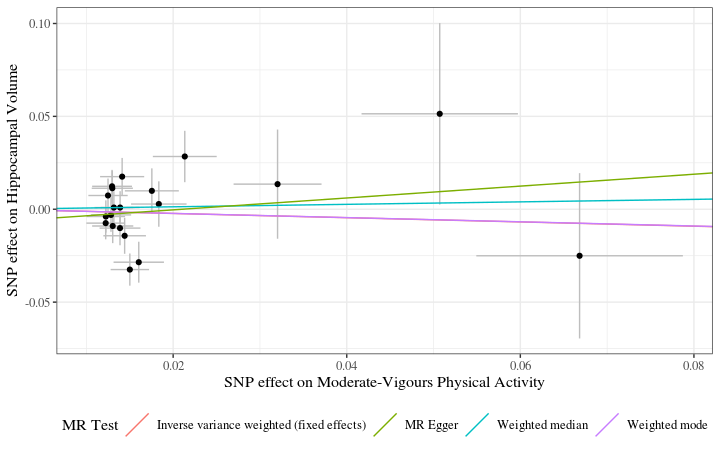 0.10
0.05
0.00
-0.05
SNP effect on Hippocampal Volume
0.02 0.04 0.06 0.08
SNP effect on Moderate-Vigours Physical Activity
MR Test Inverse variance weighted (fixed effects) MR Egger Weighted median Weighted mode